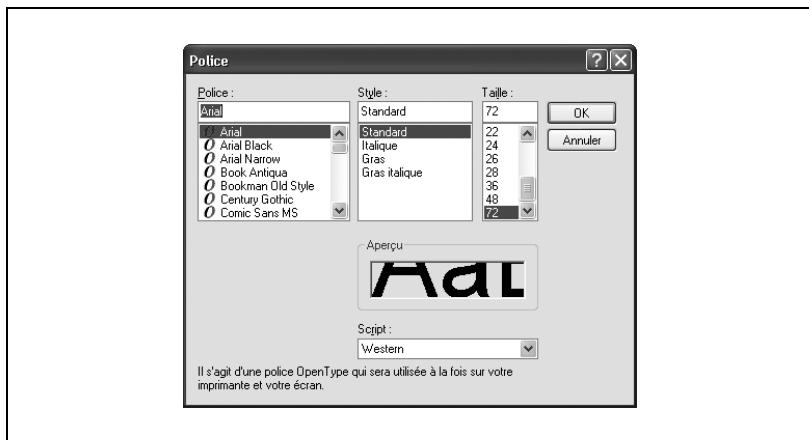 Police
Police : Style : Taille :
Arial Standard 72 OK
Arial Standard 22 Annuler
Arial Black Italique 24
Arial Narrow Gras 26
Book Antiqua Gras italique 28
Bookman Old Style 36
Century Gothic 48
Comic Sans MS 72
Aperçu
Script :
Western
Il s'agit d'une police OpenType qui sera utilisée à la fois sur votre
imprimante et votre écran.